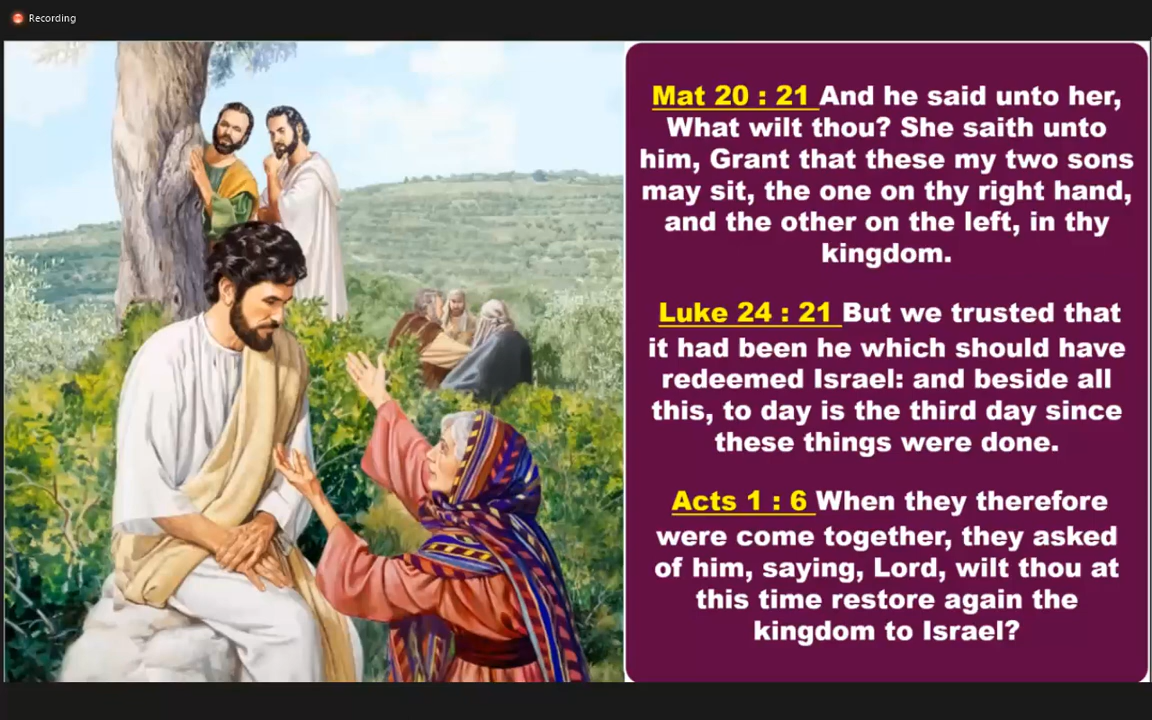 Recording
Mat 20 : 21 And he said unto her,
What wilt thou? She saith unto
him, Grant that these my two sons
may sit, the one on thy right hand,
and the other on the left, in thy
kingdom.
Luke 24 : 21 But we trusted that
it had been he which should have
redeemed Israel: and beside all
this, to day is the third day since
these things were done.
Acts 1 : 6 When they therefore
were come together, they asked
of him, saying, Lord, wilt thou at
this time restore again the
kingdom to Israel?